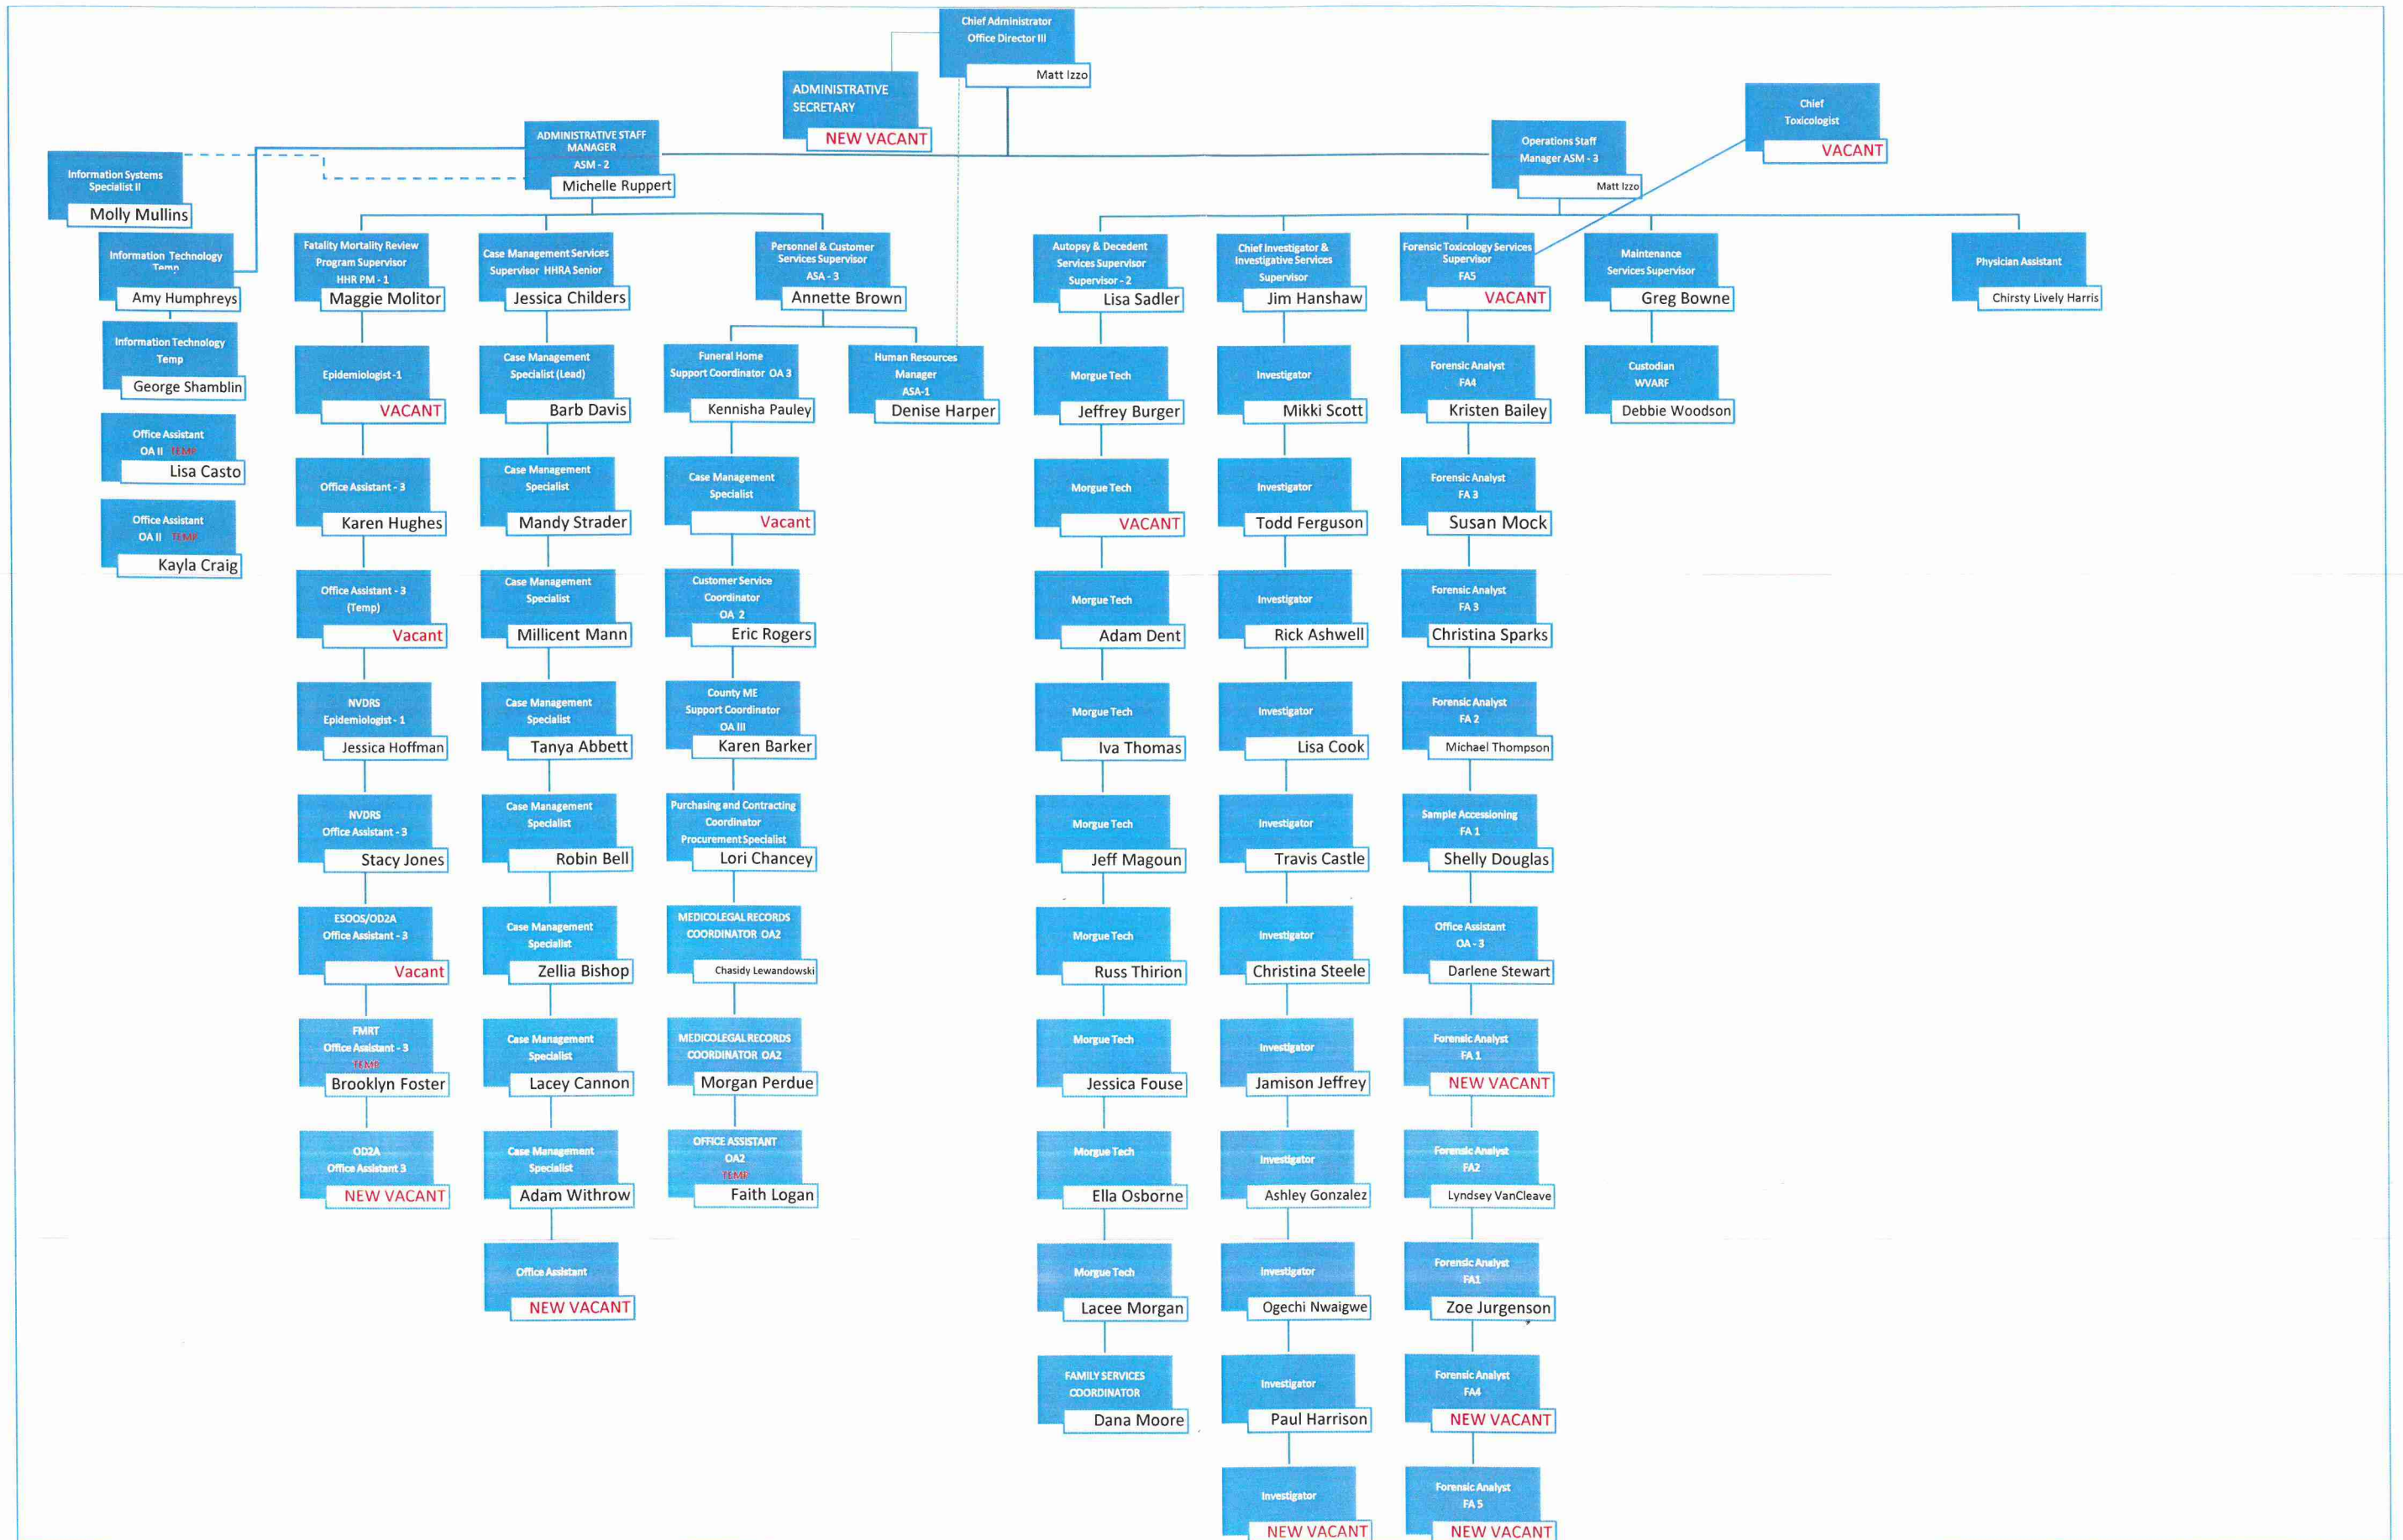 Chief Administrator
Office Director III
Matt Izzo
ADMINISTRATIVE
SECRETARY
NEW VACANT
Chief
Toxicologist
VACANT
ADMINISTRATIVE STAFF
MANAGER
ASM - 2
Michelle Ruppert
Operations Staff
Manager ASM - 3
Matt Izzo
Information Systems
Specialist II
Molly Mullins
Information Technology
Temp
Amy Humphreys
Information Technology
Temp
George Shamblin
Office Assistant
OA II TEMP
Lisa Casto
Office Assistant
OA II TEMP
Kayla Craig
Fatality Mortality Review
Program Supervisor
HHR PM - 1
Maggie Molitor
Epidemiologist -1
VACANT
Office Assistant - 3
Karen Hughes
Office Assistant - 3
(Temp)
Vacant
NVDRS
Epidemiologist - 1
Jessica Hoffman
NVDRS
Office Assistant - 3
Stacy Jones
ESOOS/OD2A
Office Assistant - 3
Vacant
FMRT
Office Assistant - 3
TEMP
Brooklyn Foster
OD2A
Office Assistant 3
NEW VACANT
Case Management Services
Supervisor HHRA Senior
Jessica Childers
Case Management
Specialist (Lead)
Barb Davis
Case Management
Specialist
Mandy Strader
Case Management
Specialist
Millicent Mann
Case Management
Specialist
Tanya Abbett
Case Management
Specialist
Robin Bell
Case Management
Specialist
Zellia Bishop
Case Management
Specialist
Lacey Cannon
Case Management
Specialist
Adam Withrow
Office Assistant
NEW VACANT
Personnel & Customer
Services Supervisor
ASA - 3
Annette Brown
Funeral Home
Support Coordinator OA 3
Kennisha Pauley
Human Resources
Manager
ASA-1
Denise Harper
Case Management
Specialist
Vacant
Customer Service
Coordinator
OA 2
Eric Rogers
County ME
Support Coordinator
OA III
Karen Barker
Purchasing and Contracting
Coordinator
Procurement Specialist
Lori Chancey
MEDICOLEGAL RECORDS
COORDINATOR OA2
Chasidy Lewandowski
MEDICOLEGAL RECORDS
COORDINATOR OA2
Morgan Perdue
OFFICE ASSISTANT
OA2
TEMP
Faith Logan
Autopsy & Decedent
Services Supervisor
Supervisor - 2
Lisa Sadler
Morgue Tech
Jeffrey Burger
Morgue Tech
VACANT
Morgue Tech
Adam Dent
Morgue Tech
Iva Thomas
Morgue Tech
Jeff Magoun
Morgue Tech
Russ Thirion
Morgue Tech
Jessica Fouse
Morgue Tech
Ella Osborne
Morgue Tech
Lacee Morgan
FAMILY SERVICES
COORDINATOR
Dana Moore
Chief Investigator &
Investigative Services
Supervisor
Jim Hanshaw
Investigator
Mikki Scott
Investigator
Todd Ferguson
Investigator
Rick Ashwell
Investigator
Lisa Cook
Investigator
Travis Castle
Investigator
Christina Steele
Investigator
Jamison Jeffrey
Investigator
Ashley Gonzalez
Investigator
Ogechi Nwaigwe
Investigator
Paul Harrison
Investigator
NEW VACANT
Forensic Toxicology Services
Supervisor
FA5
VACANT
Forensic Analyst
FA4
Kristen Bailey
Forensic Analyst
FA 3
Susan Mock
Forensic Analyst
FA 3
Christina Sparks
Forensic Analyst
FA 2
Michael Thompson
Sample Accessioning
FA 1
Shelly Douglas
Office Assistant
OA - 3
Darlene Stewart
Forensic Analyst
FA 1
NEW VACANT
Forensic Analyst
FA2
Lyndsey VanCleave
Forensic Analyst
FA1
Zoe Jurgenson
Forensic Analyst
FA4
NEW VACANT
Forensic Analyst
FA 5
NEW VACANT
Maintenance
Services Supervisor
Greg Bowne
Custodian
WVARF
Debbie Woodson
Physician Assistant
Chirsty Lively Harris